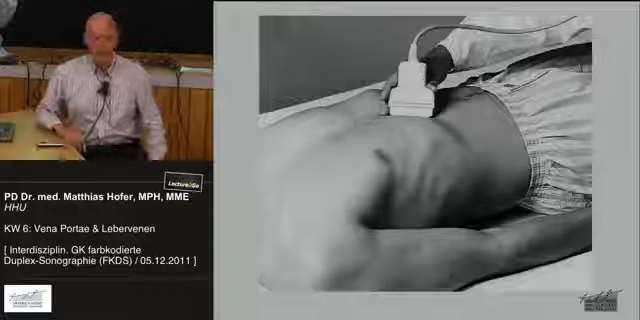 Lecture2Go
PD Dr. med. Matthias Hofer, MPH, MME
HHU
KW 6: Vena Portae & Lebervenen
[ Interdisziplin. GK farbkodierte
Duplex-Sonographie (FKDS) / 05.12.2011 ]